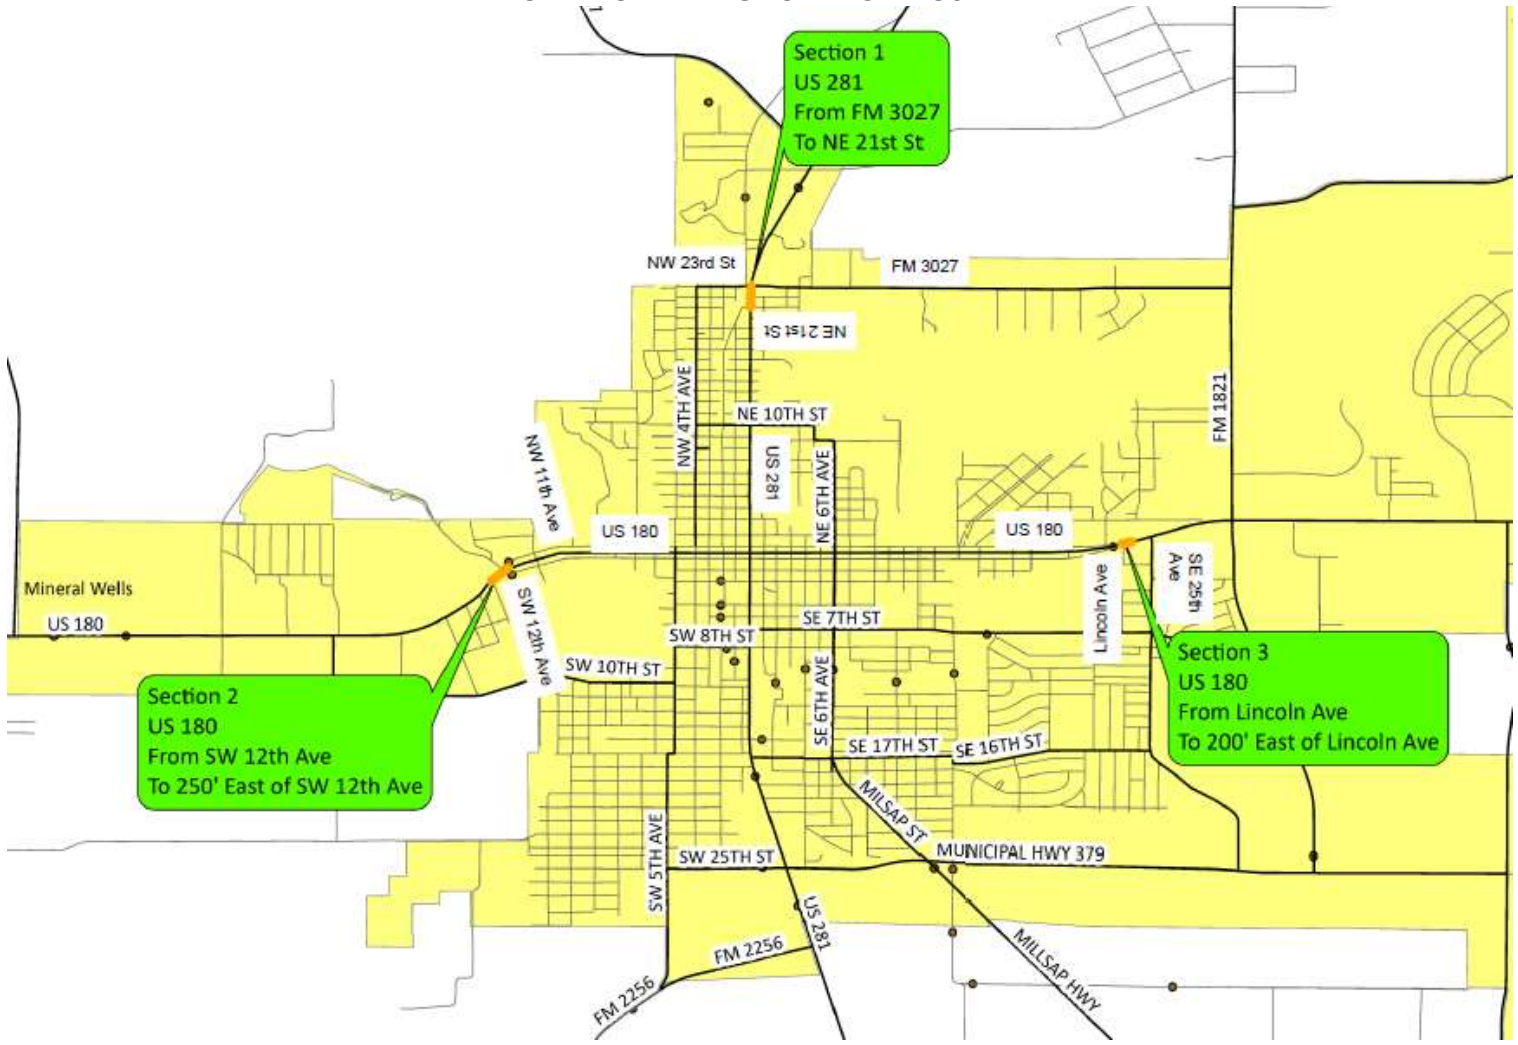 Section 1
US 281
From FM 3027
To NE 21st St
NW 23rd St
FM 3027
NE 21st St
NW 4TH AVE
FM 1821
NE 10TH ST
NW 11th Ave
US 281
NE 6TH AVE
US 180
US 180
Mineral Wells
US 180
SW 12th Ave
Lincoln Ave
SE 25th
Ave
SE 7TH ST
SW 8TH ST
SW 10TH ST
SE 6TH AVE
Section 2
US 180
From SW 12th Ave
To 250' East of SW 12th Ave
Section 3
US 180
From Lincoln Ave
To 200' East of Lincoln Ave
SE 17TH ST
SE 16TH ST
MILSAP ST
SW 5TH AVE
SW 25TH ST
MUNICIPAL HWY 379
US 281
FM 2256
FM 2256
MILLSAP HWY